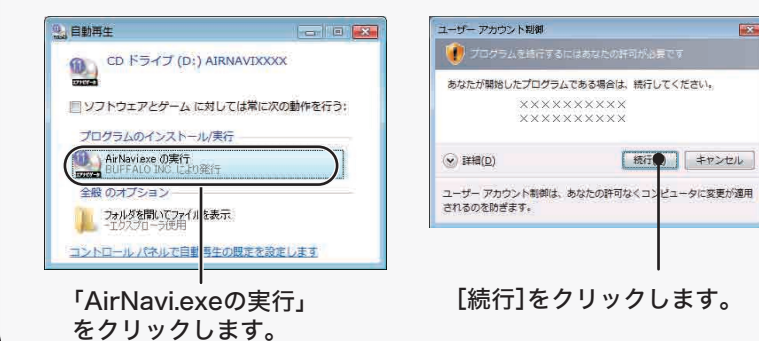 自動再生
CD ドライブ (D:) AIRNAVIXXXX
ソフトウェアとゲーム に対しては常に次の動作を行う:
プログラムのインストール/実行
AirNavi.exe の実行
BUFFALO INC. により発行
全般 のオプション
フォルダを開いてファイルを表示
-エクスプローラ使用
コントロール パネルで自動再生の既定を設定します
「AirNavi.exeの実行」
をクリックします。
ユーザー アカウント制御
プログラムを続行するにはあなたの許可が必要です
あなたが開始したプログラムである場合は、続行してください。
××××××××××
××××××××××
詳細(D)
続行
キャンセル
ユーザー アカウント制御は、あなたの許可なくコンピュータに変更が適用
されるのを防ぎます。
[続行]をクリックします。